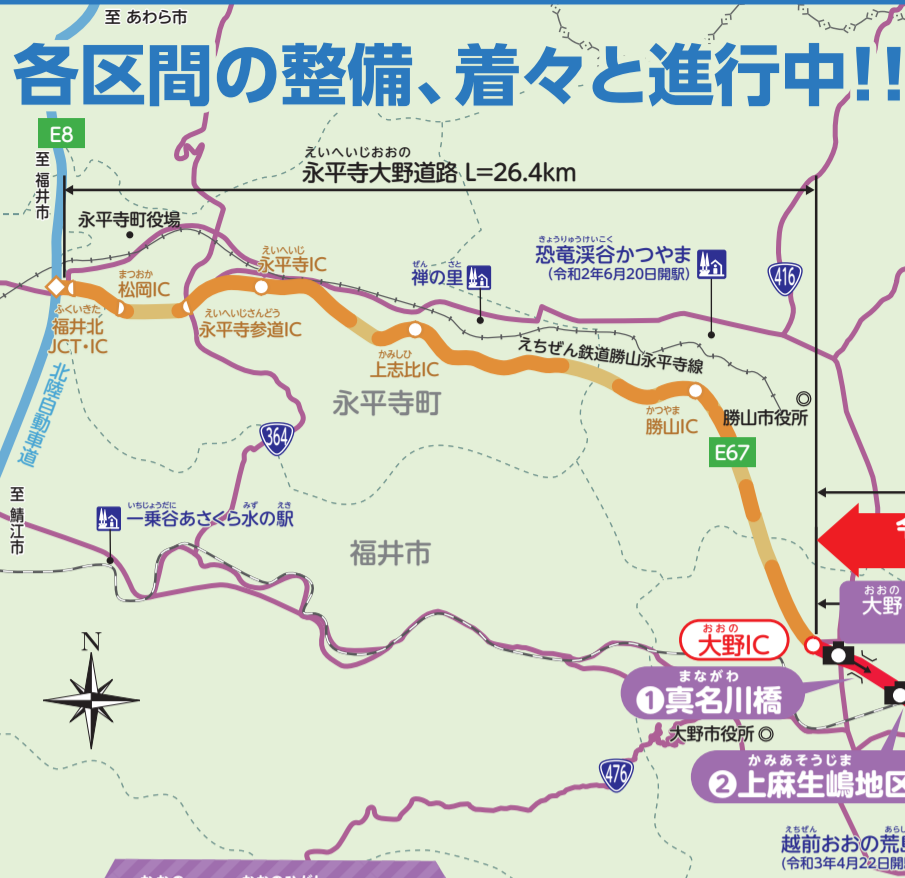 至 あわら市
各区間の整備、着々と進行中!!
E8
至 福井市
えいへいじおおの
永平寺大野道路 L=26.4km
永平寺町役場
えいへいじ
永平寺IC
まつおか
松岡IC
ふくいきた
福井北
JCT・IC
えいへいじさんどう
永平寺参道IC
ぜん さと
禅の里
きょうりゅうけいこく
恐竜渓谷かつやま
(令和2年6月20日開駅)
416
かみしひ
上志比IC
えちぜん鉄道勝山永平寺線
北陸自動車道
永平寺町
かつやま
勝山IC
勝山市役所
364
E67
至 鯖江市
いちじょうだに みず えき
一乗谷あさくら水の駅
福井市
おおの
大野
おおの
大野IC
N
まながわ
1真名川橋
大野市役所
476
かみあそうじま
2上麻生嶋地区
えちぜん あらし
越前おおの荒島
(令和3年4月22日開